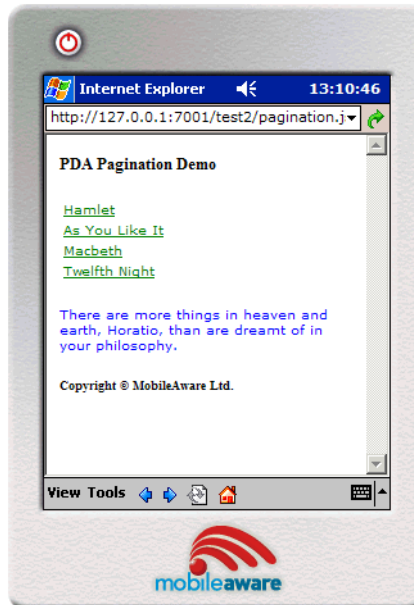 Internet Explorer 13:10:46
http://127.0.0.1:7001/test2/pagination.j
PDA Pagination Demo
Hamlet
As You Like It
Macbeth
Twelfth Night
There are more things in heaven and
earth, Horatio, than are dreamt of in
your philosophy.
Copyright © MobileAware Ltd.
View Tools
mobileaware